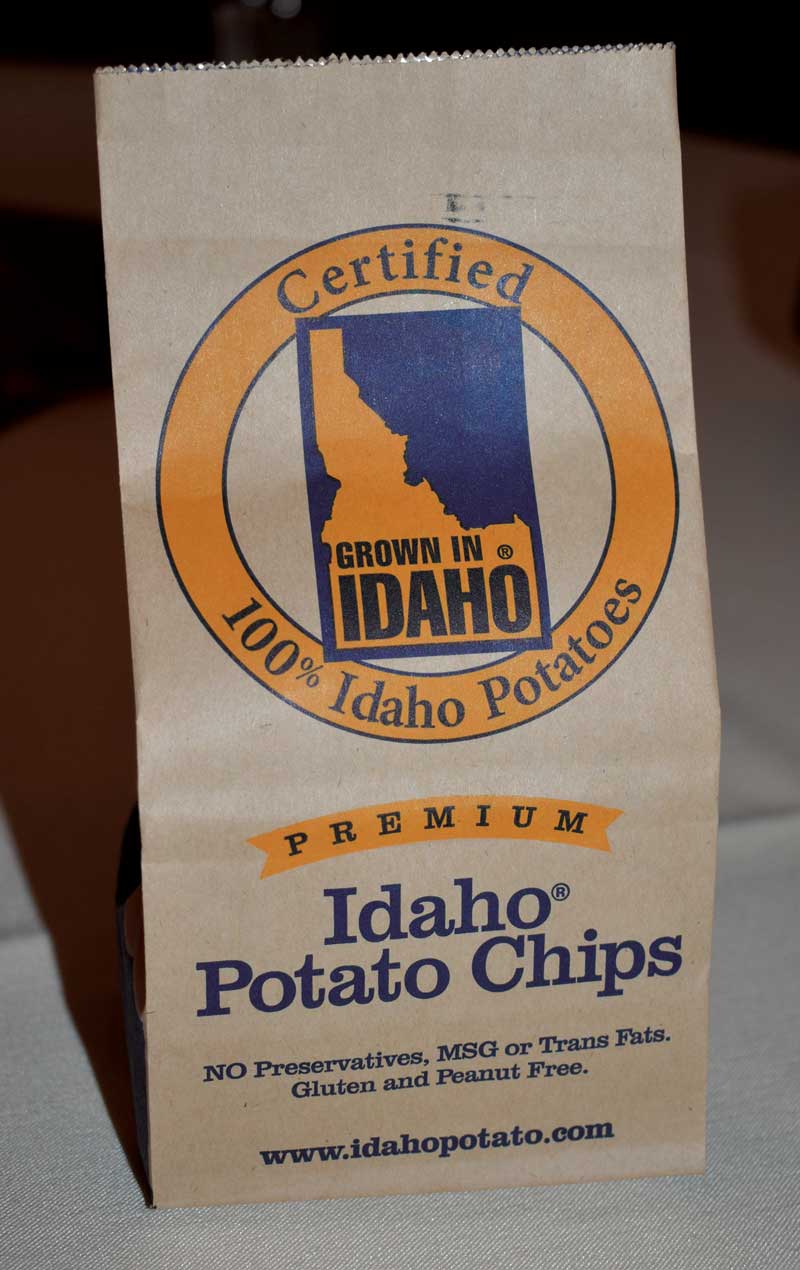 Certified
GROWN IN ®
IDAHO
100% Idaho Potatoes
PREMIUM
Idaho®
Potato Chips
NO Preservatives, MSG or Trans Fats.
Gluten and Peanut Free.
www.idahopotato.com